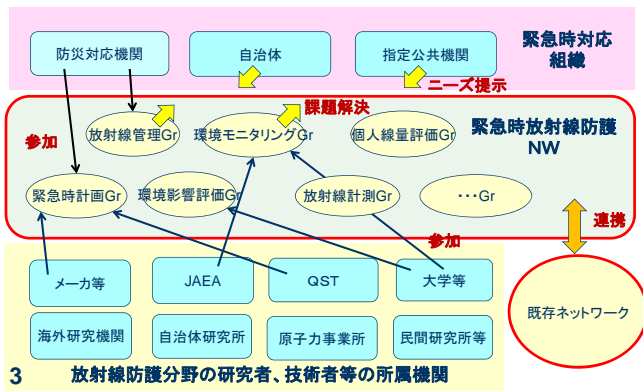 防災対応機関
自治体
指定公共機関
緊急時対応
組織
ニーズ提示
課題解決
参加
放射線管理Gr
環境モニタリングGr
個人線量評価Gr
緊急時放射線防護
NW
緊急時計画Gr
環境影響評価Gr
放射線計測Gr
・・・Gr
参加
連携
メーカ等
JAEA
QST
大学等
既存ネットワーク
海外研究機関
自治体研究所
原子力事業所
民間研究所等
3
放射線防護分野の研究者、技術者等の所属機関